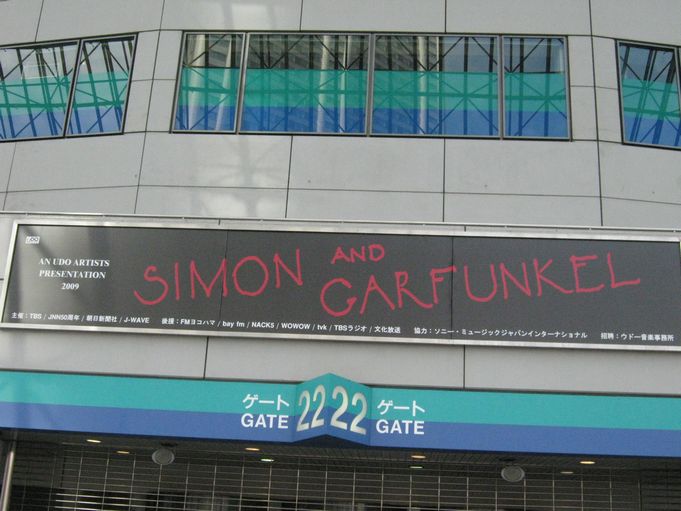 UDO
AN UDO ARTISTS
PRESENTATION
2009
SIMON AND
GARFUNKEL
主催：TBS / JNN50周年 / 朝日新聞社 / J-WAVE　後援：FMヨコハマ / bay fm / NACK5 / WOWOW / tvk / TBSラジオ / 文化放送　協力：ソニー・ミュージックジャパンインターナショナル　招聘：ウドー音楽事務所
ゲート 22 22 ゲート
GATE GATE